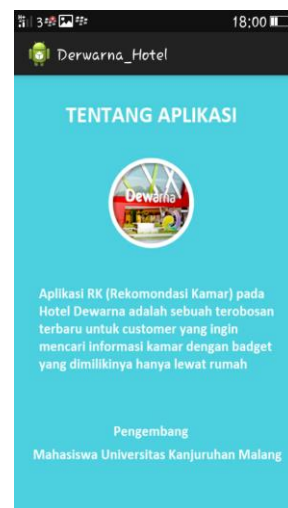 18:00
Derwarna_Hotel
TENTANG APLIKASI
Dewarna
Aplikasi RK (Rekomondasi Kamar) pada
Hotel Dewarna adalah sebuah terobosan
terbaru untuk customer yang ingin
mencari informasi kamar dengan badget
yang dimilikinya hanya lewat rumah
Pengembang
Mahasiswa Universitas Kanjuruhan Malang